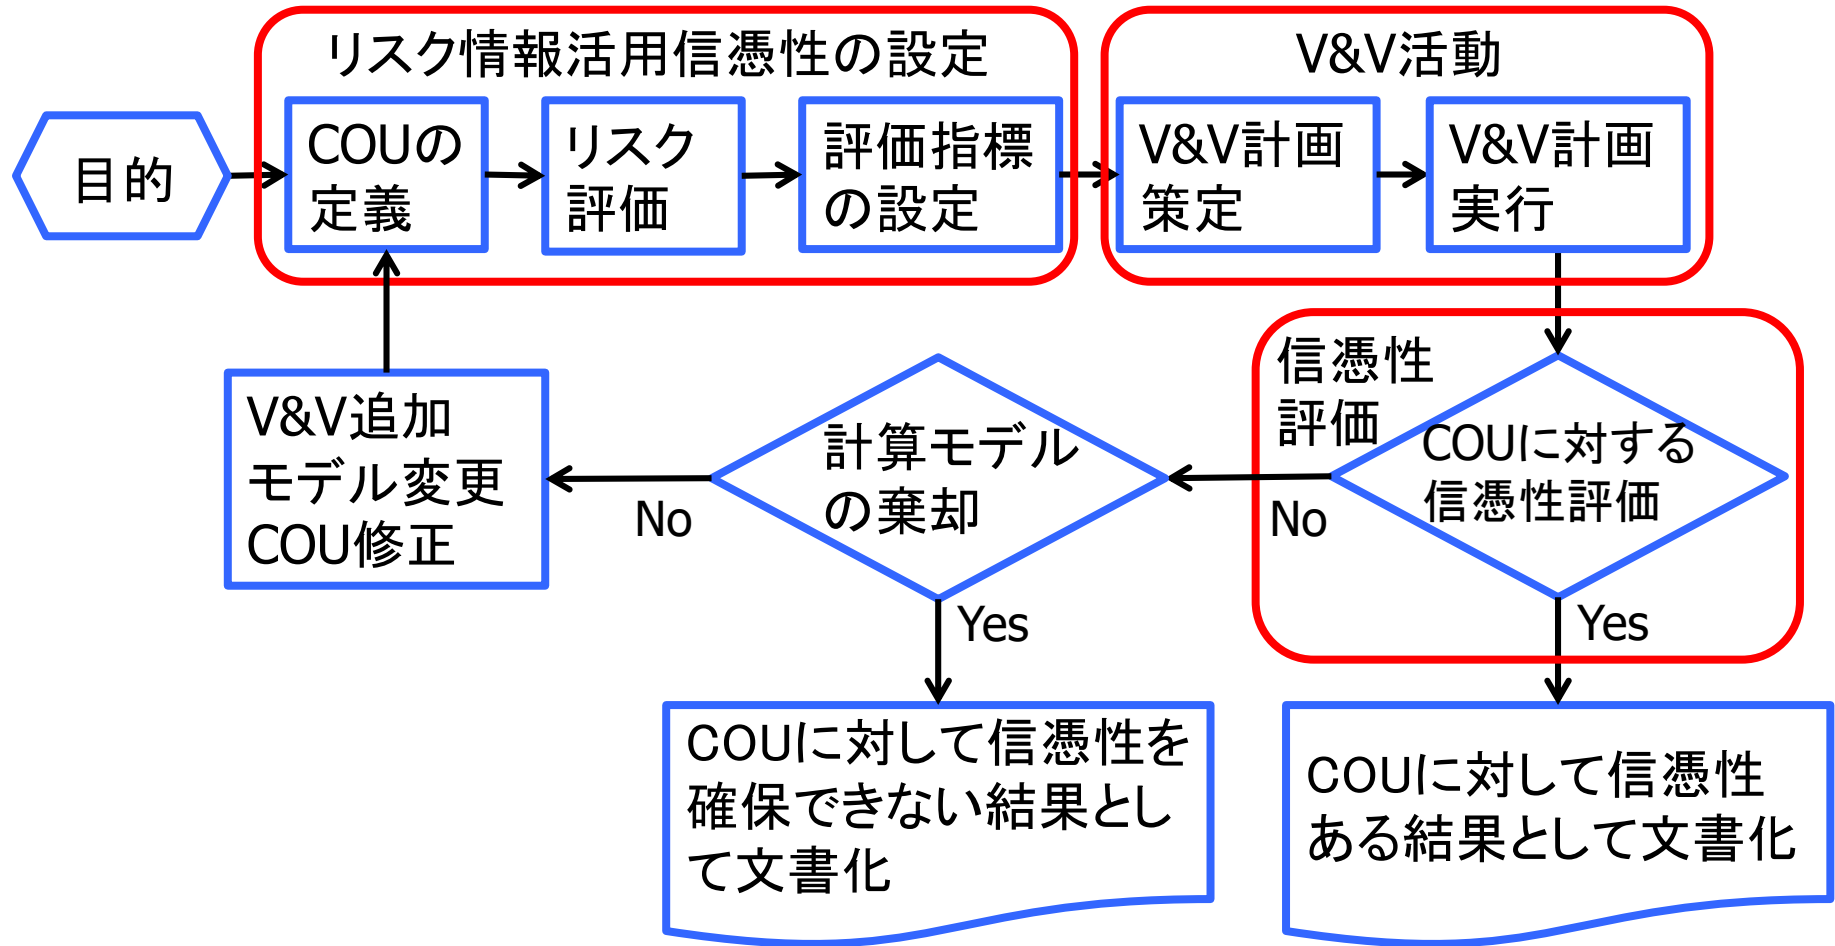 リスク情報活用信憑性の設定
V&V活動
目的
COUの
定義
リスク
評価
評価指標
の設定
V&V計画
策定
V&V計画
実行
信憑性
評価
COUに対する
信憑性評価
No
Yes
計算モデル
の棄却
No
Yes
V&V追加
モデル変更
COU修正
COUに対して信憑性を
確保できない結果とし
て文書化
COUに対して信憑性
ある結果として文書化